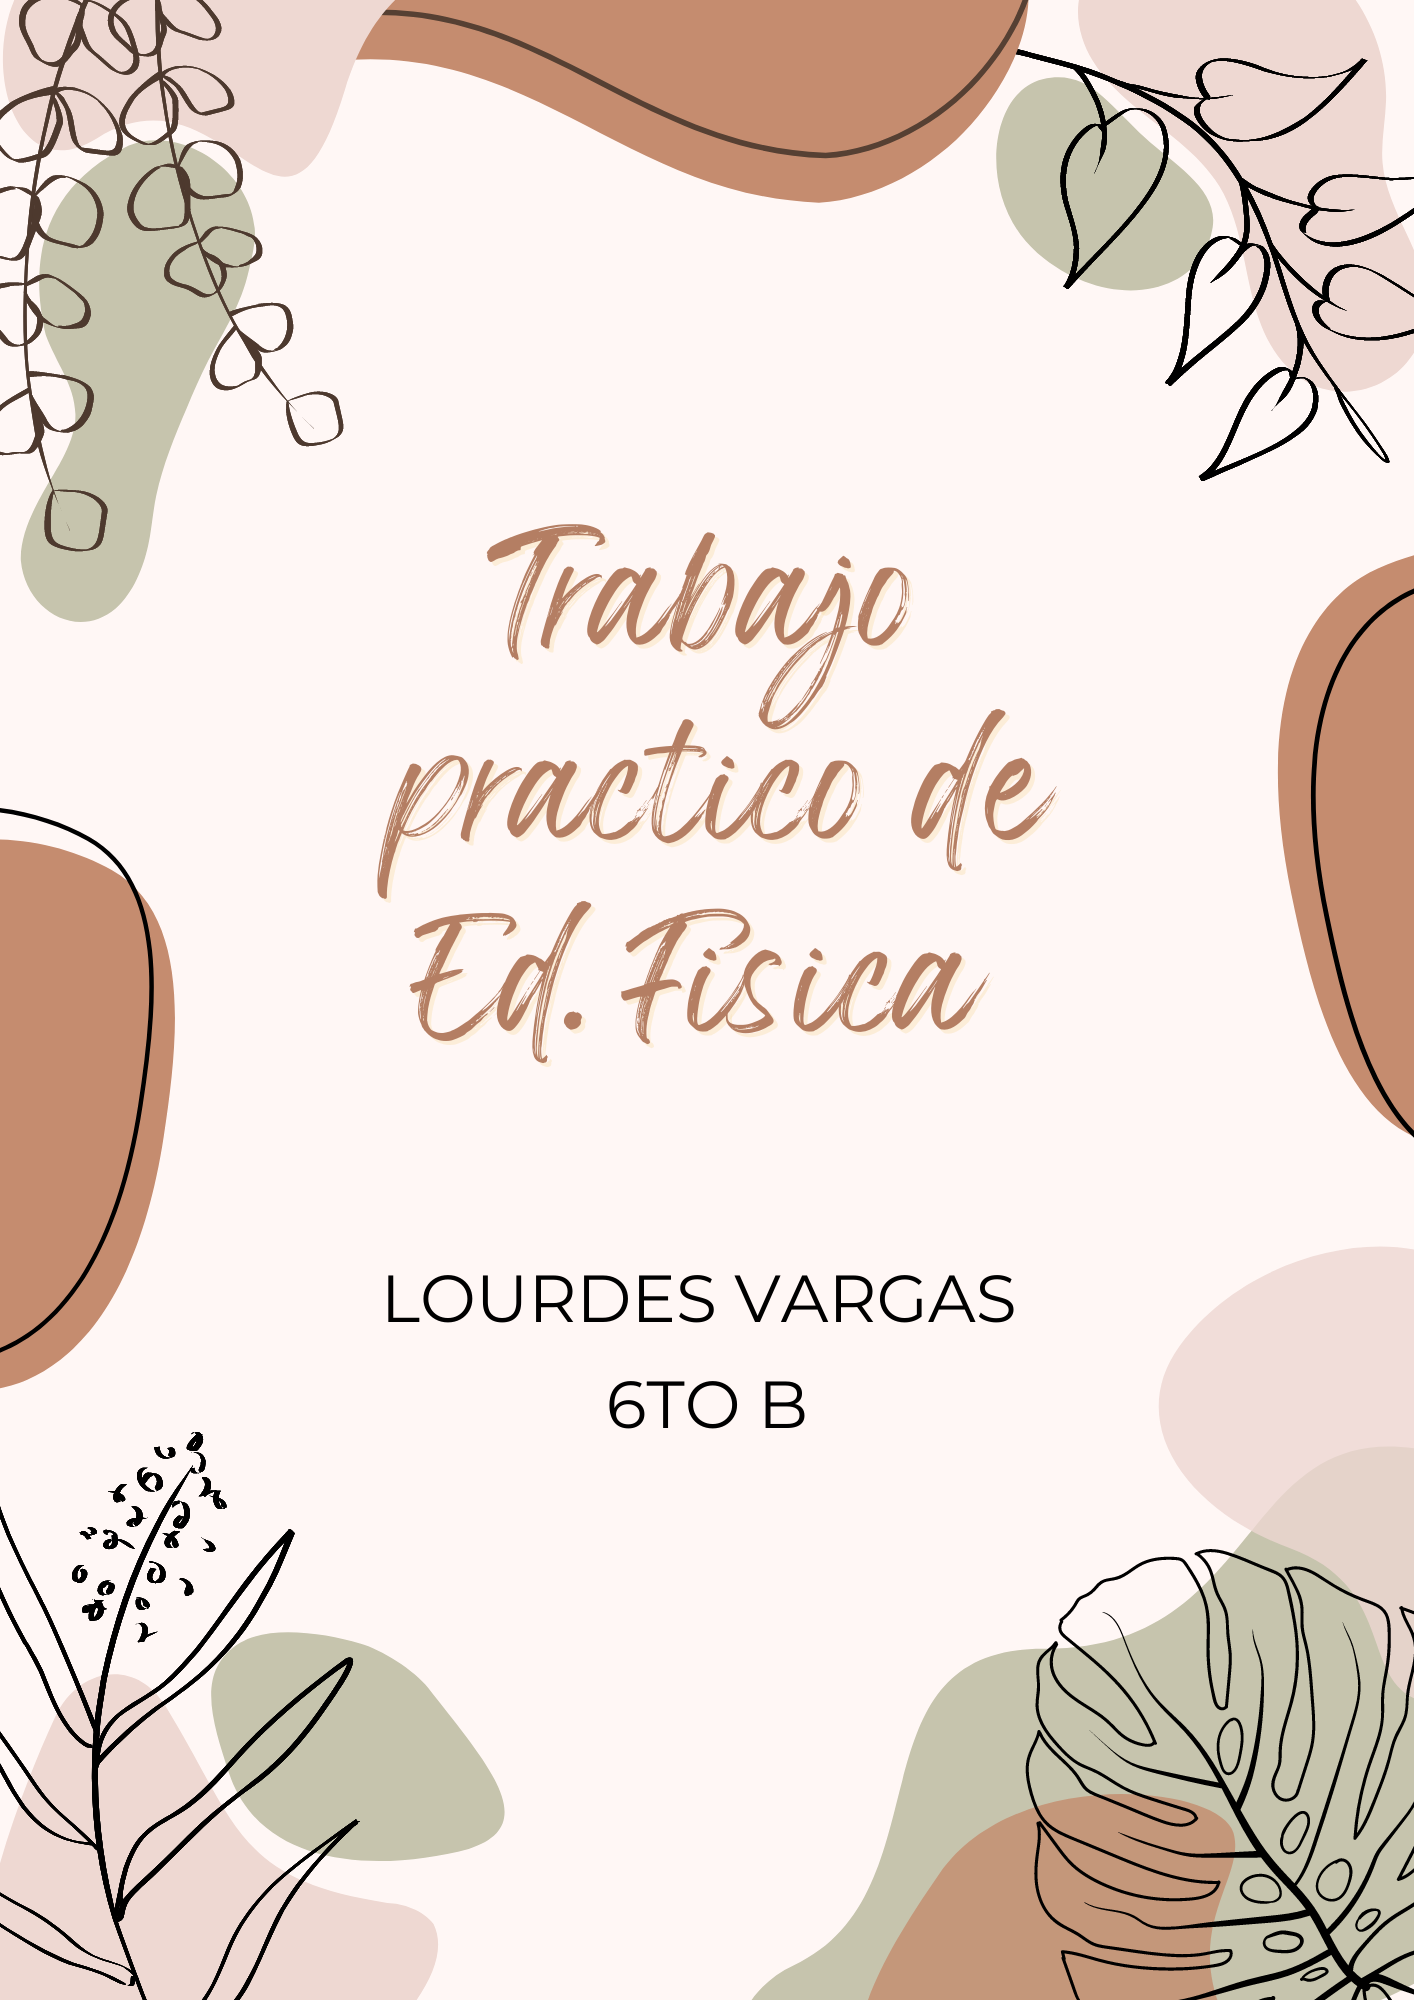 Trabajo
practico de
Ed. Fisica
LOURDES VARGAS
6TO B